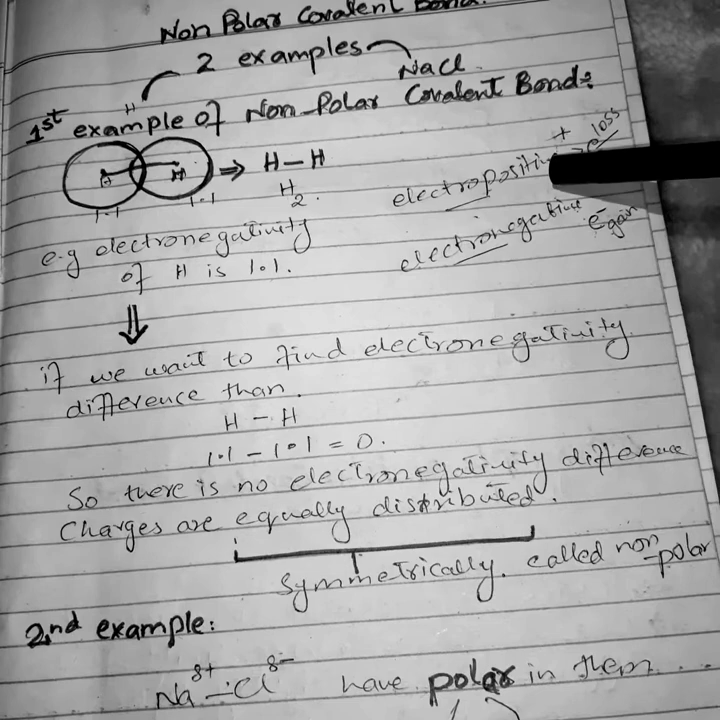 Non Polar Covalent Bond:
2 examples
H NaCl.
1st example of Non-Polar Covalent Bond:
H H ⇒ H — H
H2.
1.1 1.1
electropositi + e loss
electronegative e- gain
e.g electronegativity
of H is 1.1.
⇓
if we want to find electronegativity
difference than.
H - H
1.1 - 1.1 = 0.
So there is no electronegativity difference
Charges are equally distributed.
Symmetrically. called non-polar
2nd example:
Na δ+ — Cl δ- have polar in them...